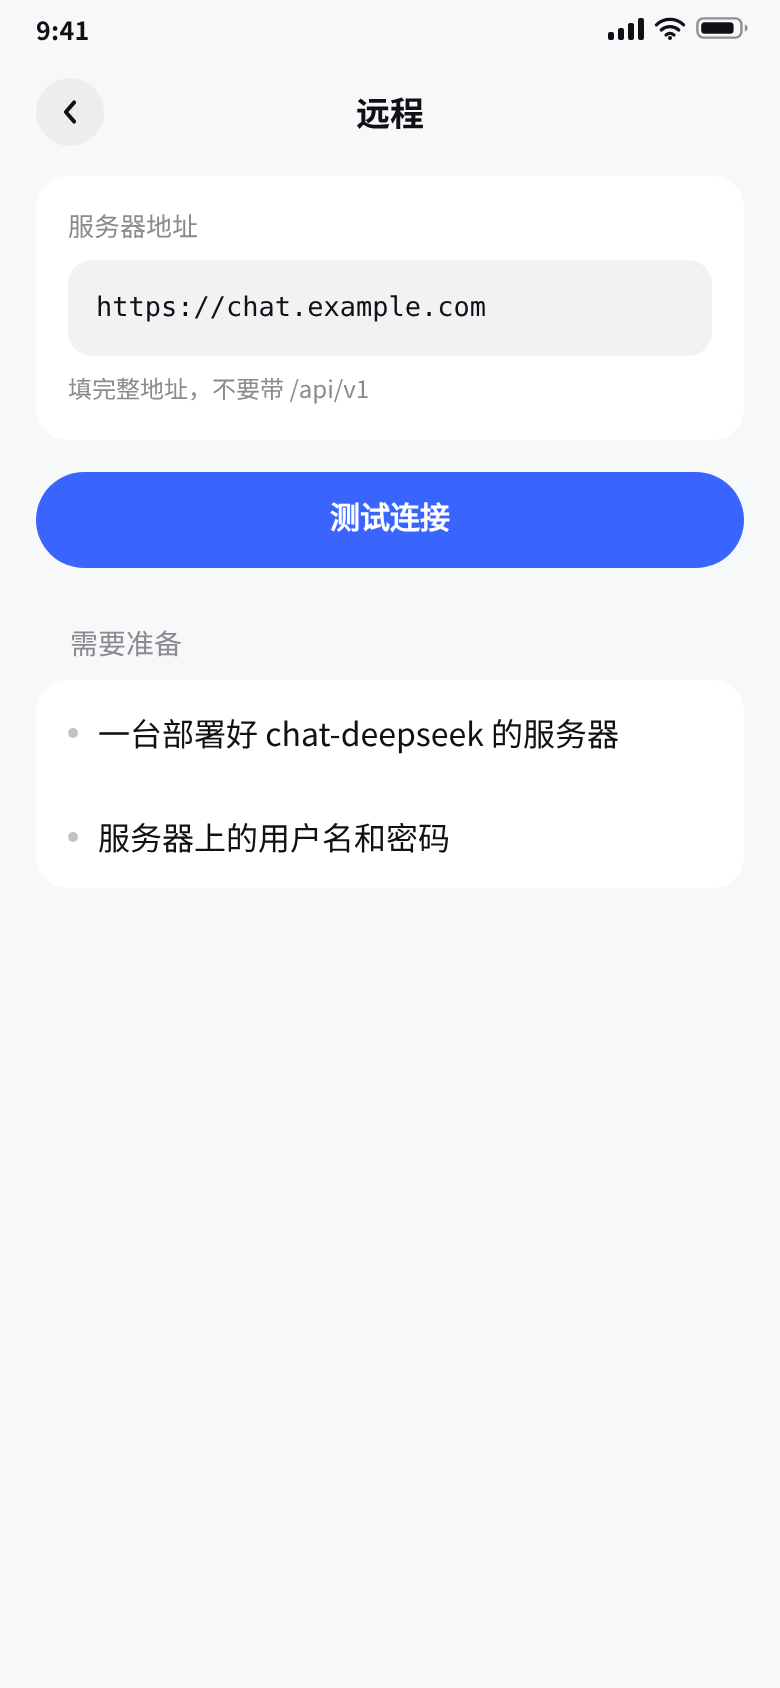 9:41
远程
服务器地址
https://chat.example.com
填完整地址，不要带 /api/v1
测试连接
需要准备
一台部署好 chat-deepseek 的服务器
服务器上的用户名和密码